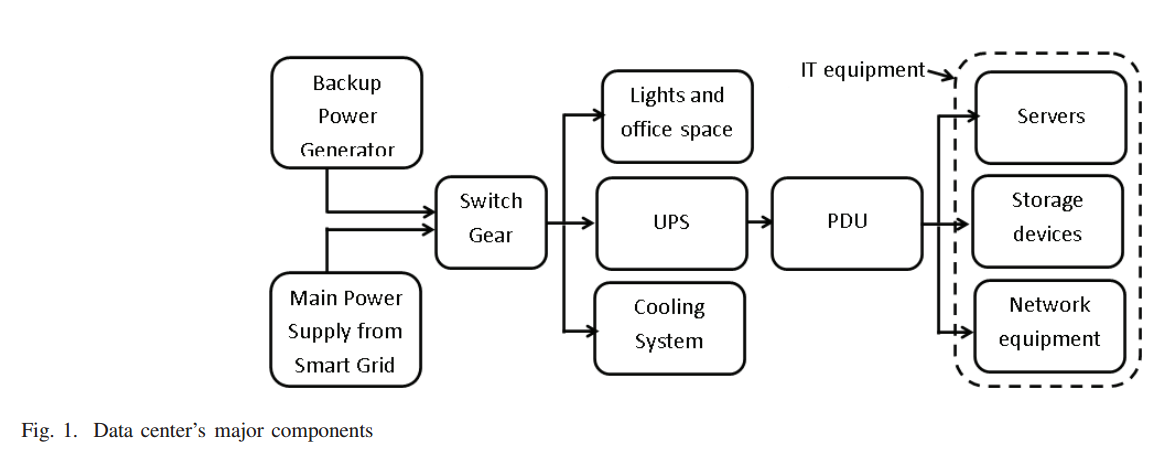 Backup
Power
Generator
Main Power
Supply from
Smart Grid
Switch
Gear
Lights and
office space
UPS
Cooling
System
PDU
IT equipment
Servers
Storage
devices
Network
equipment
Fig. 1. Data center's major components